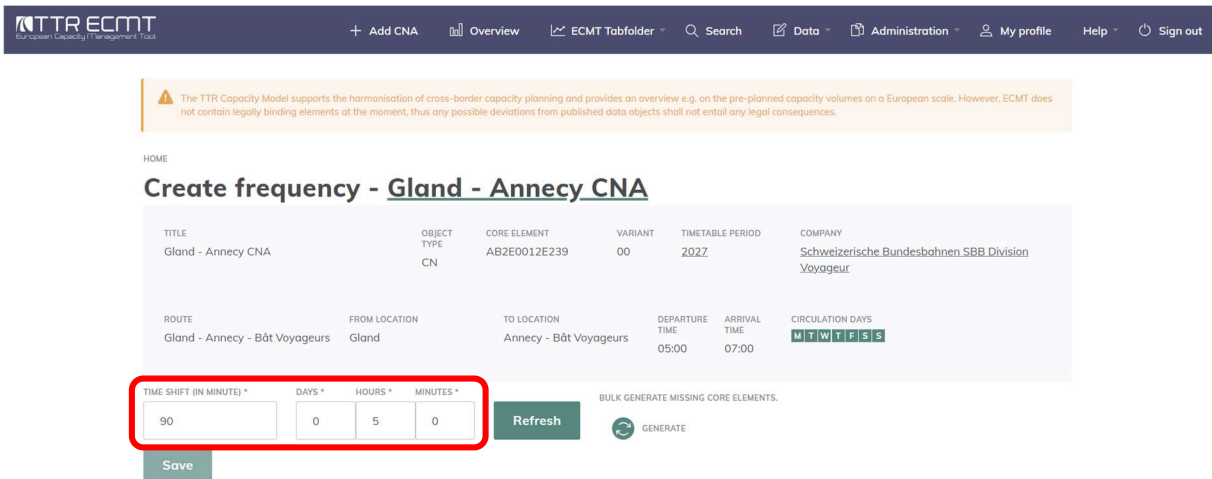 TTR ECMT
European Capacity Management Tool
+ Add CNA Overview ECMT Tabfolder Search Data Administration My profile Help Sign out
The TTR Capacity Model supports the harmonisation of cross-border capacity planning and provides an overview e.g. on the pre-planned capacity volumes on a European scale. However, ECMT does
not contain legally binding elements at the moment, thus any possible deviations from published data objects shall not entail any legal consequences.
HOME
Create frequency - Gland - Annecy CNA
TITLE
Gland - Annecy CNA
OBJECT
TYPE
CN
CORE ELEMENT
AB2E0012E239
VARIANT
00
TIMETABLE PERIOD
2027
COMPANY
Schweizerische Bundesbahnen SBB Division
Voyageur
ROUTE
Gland - Annecy - Bât Voyageurs
FROM LOCATION
Gland
TO LOCATION
Annecy - Bât Voyageurs
DEPARTURE
TIME
05:00
ARRIVAL
TIME
07:00
CIRCULATION DAYS
M T W T F S S
TIME SHIFT (IN MINUTE) * DAYS * HOURS * MINUTES *
90 0 5 0
Refresh
BULK GENERATE MISSING CORE ELEMENTS.
GENERATE
Save